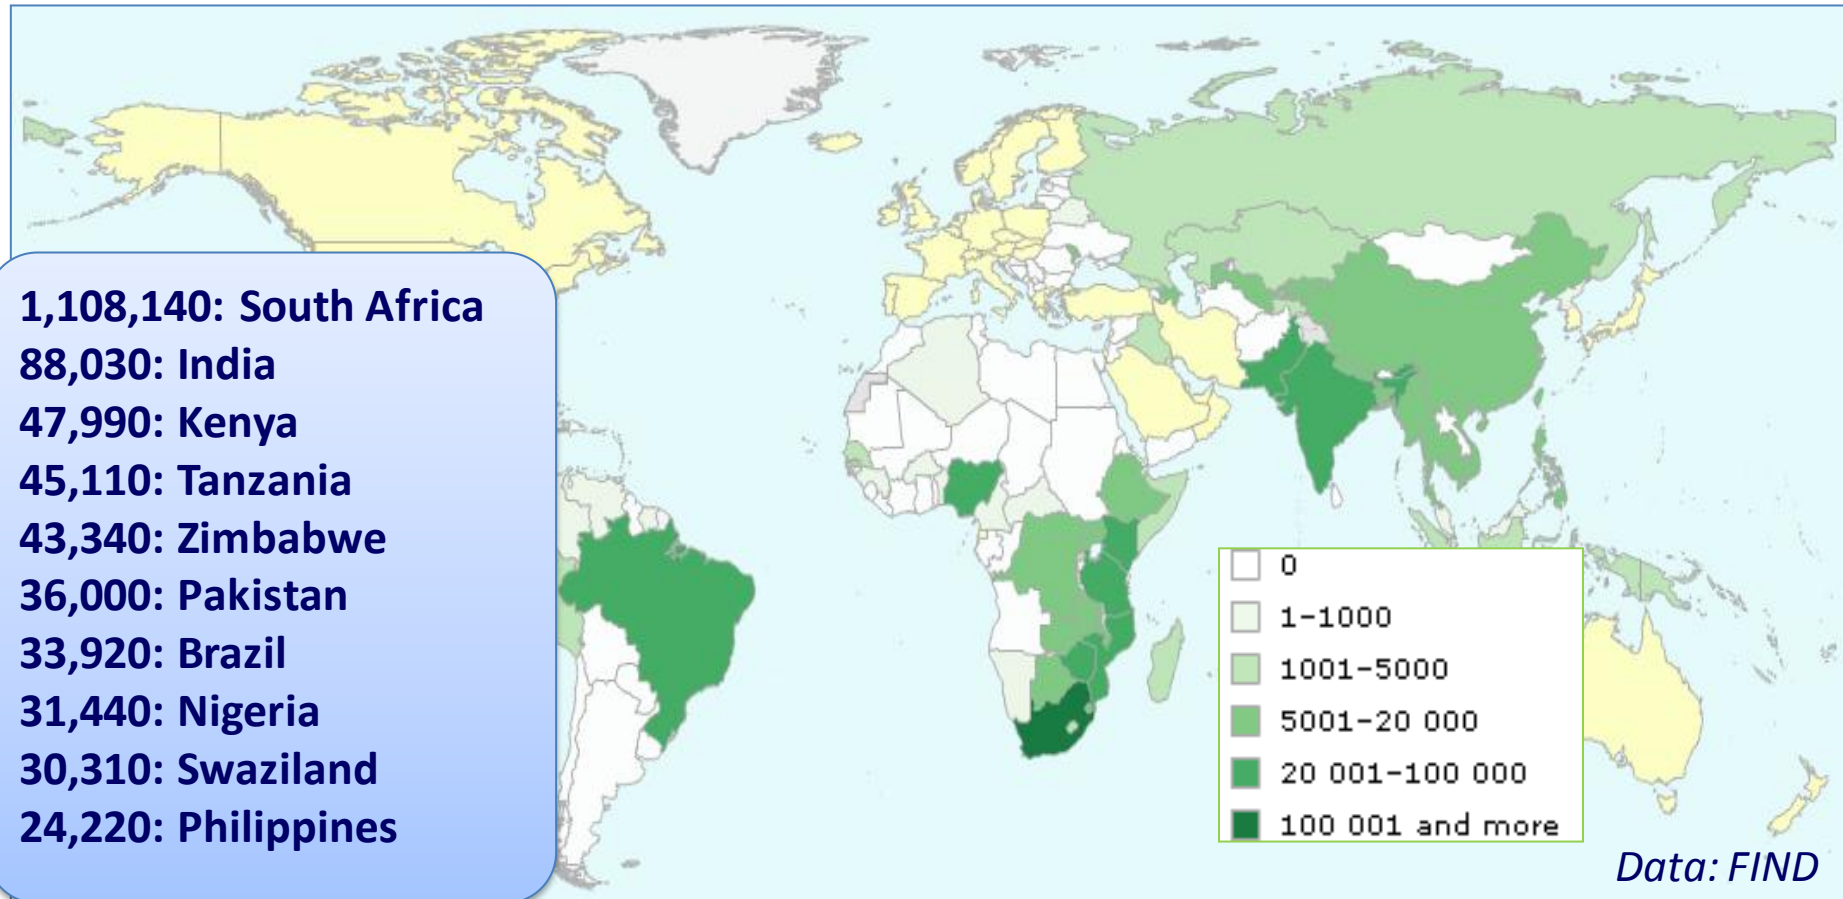 1,108,140: South Africa
88,030: India
47,990: Kenya
45,110: Tanzania
43,340: Zimbabwe
36,000: Pakistan
33,920: Brazil
31,440: Nigeria
30,310: Swaziland
24,220: Philippines
0
1–1000
1001–5000
5001–20 000
20 001–100 000
100 001 and more
Data: FIND